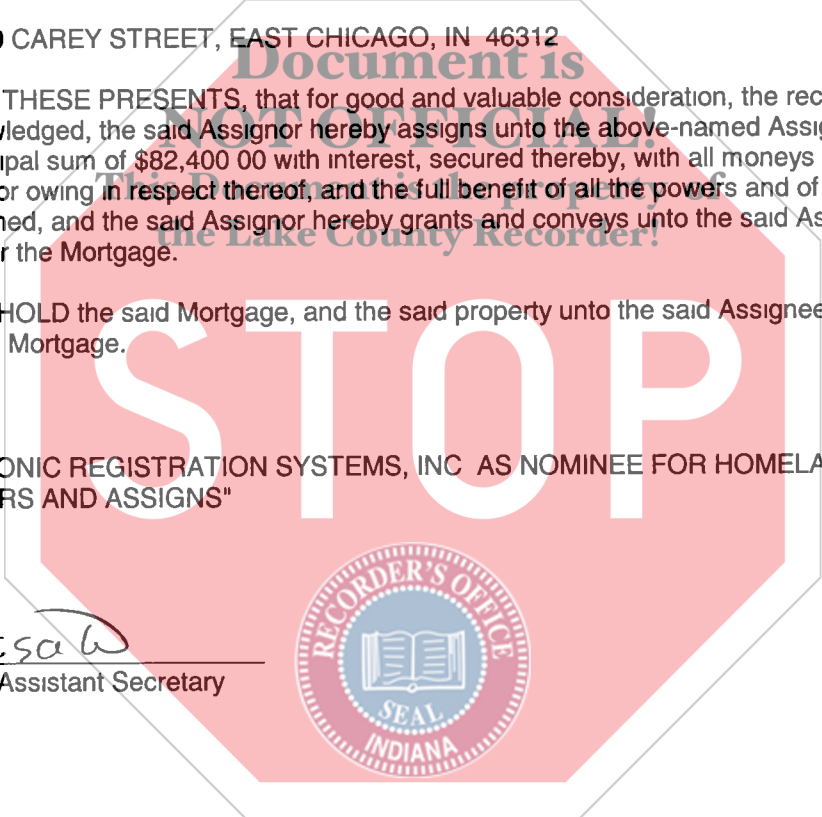 CAREY STREET, EAST CHICAGO, IN 46312
Document is
THESE PRESENTS, that for good and valuable consideration, the rec
wledged, the said Assignor hereby assigns unto the above-named Assig
NOT OFFICIAL!
ipal sum of $82,400 00 with interest, secured thereby, with all moneys
or owing in respect thereof, and the full benefit of all the powers and of
This Document is the property of
ned, and the said Assignor hereby grants and conveys unto the said As
the Lake County Recorder!
r the Mortgage.
HOLD the said Mortgage, and the said property unto the said Assignee
Mortgage.
STOP
ONIC REGISTRATION SYSTEMS, INC AS NOMINEE FOR HOMELA
RS AND ASSIGNS"
RECORDER'S OFFICE
SEAL
INDIANA
Assistant Secretary